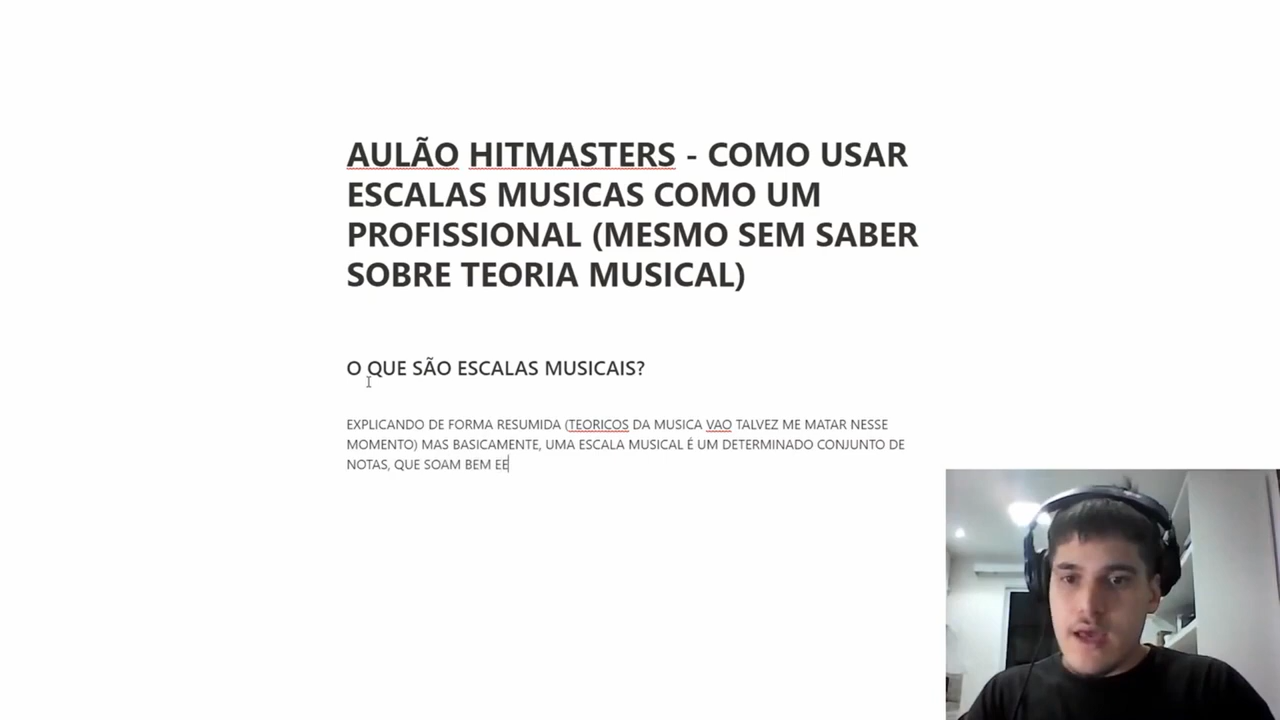 AULÃO HITMASTERS - COMO USAR
ESCALAS MUSICAS COMO UM
PROFISSIONAL (MESMO SEM SABER
SOBRE TEORIA MUSICAL)
O QUE SÃO ESCALAS MUSICAIS?
EXPLICANDO DE FORMA RESUMIDA (TEORICOS DA MUSICA VAO TALVEZ ME MATAR NESSE
MOMENTO) MAS BASICAMENTE, UMA ESCALA MUSICAL É UM DETERMINADO CONJUNTO DE
NOTAS, QUE SOAM BEM EE